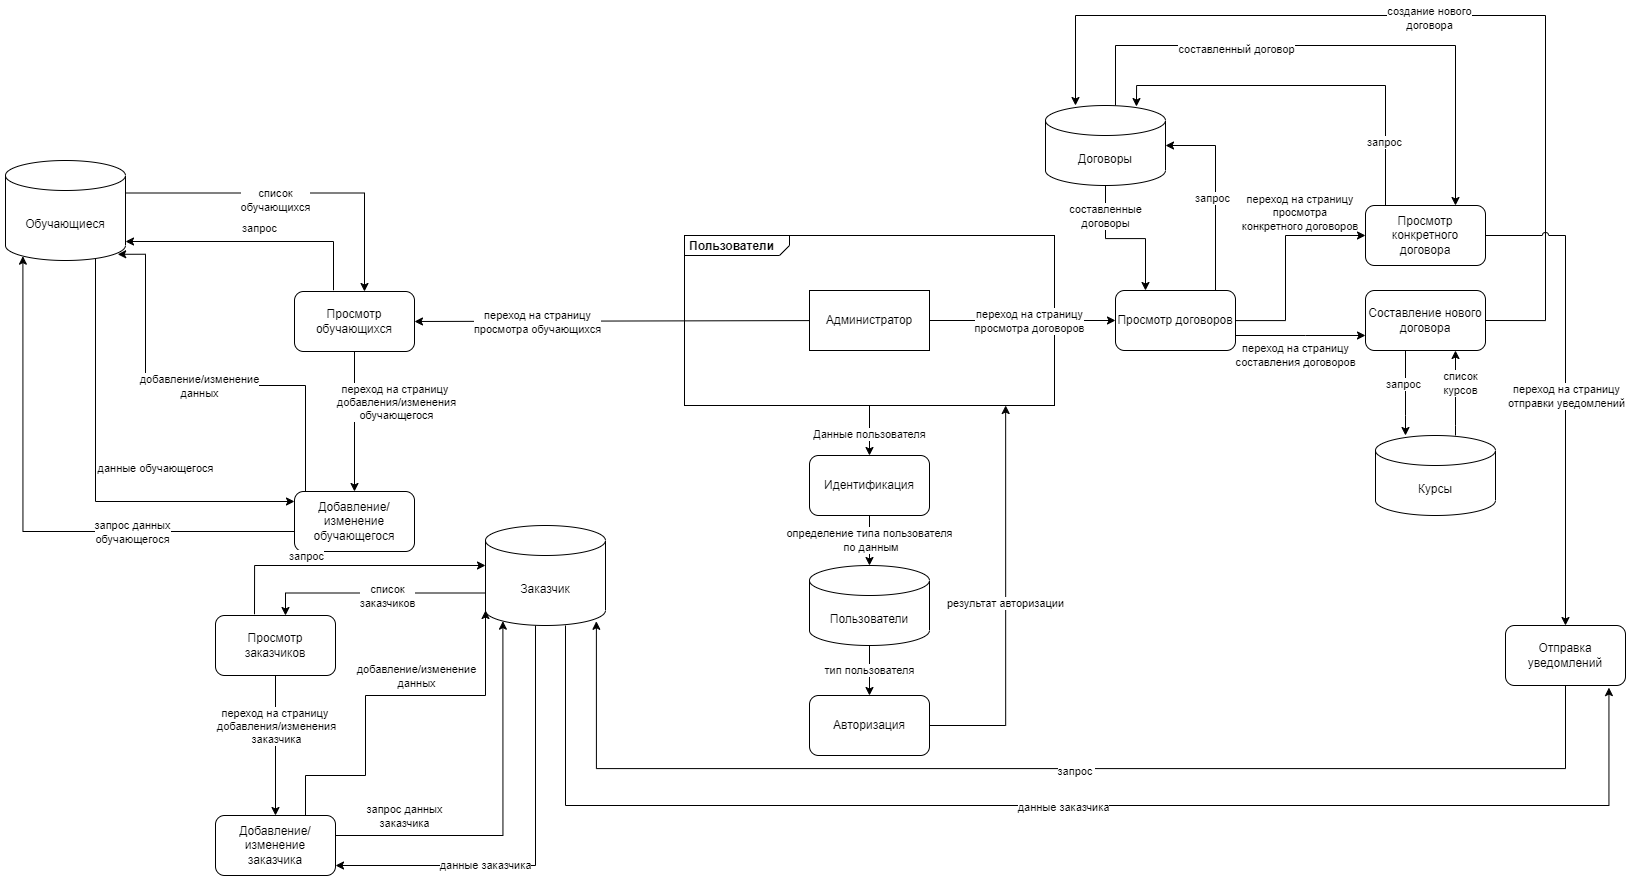 создание нового
договора
составленный договор
запрос
Договоры
составленные
договоры
запрос
переход на страницу
просмотра
конкретного договоров
Просмотр
конкретного
договора
Обучающиеся
список
обучающихся
запрос
Пользователи
Просмотр
обучающихся
переход на страницу
просмотра обучающихся
Администратор
переход на страницу
просмотра договоров
Просмотр договоров
Составление нового
договора
переход на страницу
составления договоров
запрос
список
курсов
Курсы
переход на страницу
отправки уведомлений
добавление/изменение
данных
переход на страницу
добавления/изменения
обучающегося
данные обучающегося
Добавление/
изменение
обучающегося
запрос данных
обучающегося
Данные пользователя
Идентификация
определение типа пользователя
по данным
Пользователи
результат авторизации
тип пользователя
Авторизация
запрос
Заказчик
список
заказчиков
Просмотр
заказчиков
добавление/изменение
данных
переход на страницу
добавления/изменения
заказчика
Отправка
уведомлений
запрос
данные заказчика
запрос данных
заказчика
Добавление/
изменение
заказчика
данные заказчика